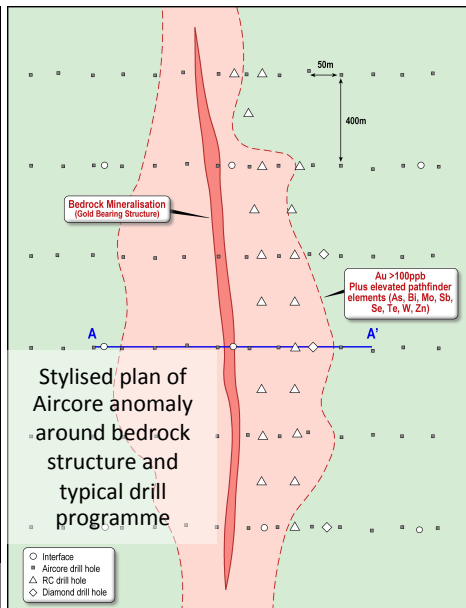 50m
400m
Bedrock Mineralisation
(Gold Bearing Structure)
Au >100ppb
Plus elevated pathfinder
elements (As, Bi, Mo, Sb,
Se, Te, W, Zn)
A
A'
Stylised plan of
Aircore anomaly
around bedrock
structure and
typical drill
programme
Interface
Aircore drill hole
RC drill hole
Diamond drill hole